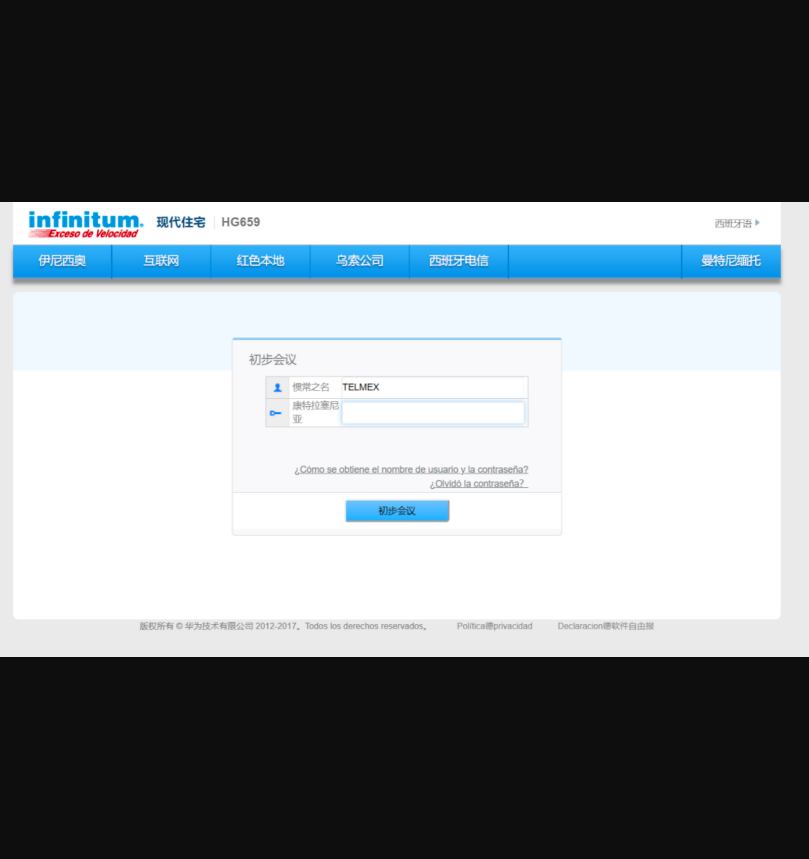 infinitum. 现代住宅 HG659
Exceso de Velocidad
西班牙语
伊尼西奥 互联网 红色本地 乌索公司 西班牙电信 曼特尼缅托
初步会议
惯常之名 TELMEX
康特拉塞尼
亚
¿Cómo se obtiene el nombre de usuario y la contraseña?
¿Olvidó la contraseña?
初步会议
版权所有 © 华为技术有限公司 2012-2017。Todos los derechos reservados。 Política德privacidad Declaracion德软件自由报